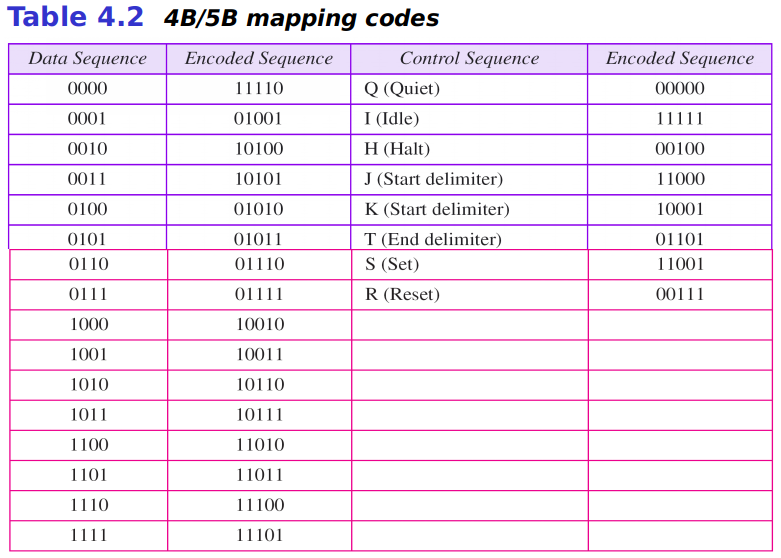 Table 4.2 4B/5B mapping codes
Data Sequence Encoded Sequence Control Sequence Encoded Sequence
0000 11110 Q (Quiet) 00000
0001 01001 I (Idle) 11111
0010 10100 H (Halt) 00100
0011 10101 J (Start delimiter) 11000
0100 01010 K (Start delimiter) 10001
0101 01011 T (End delimiter) 01101
0110 01110 S (Set) 11001
0111 01111 R (Reset) 00111
1000 10010
1001 10011
1010 10110
1011 10111
1100 11010
1101 11011
1110 11100
1111 11101